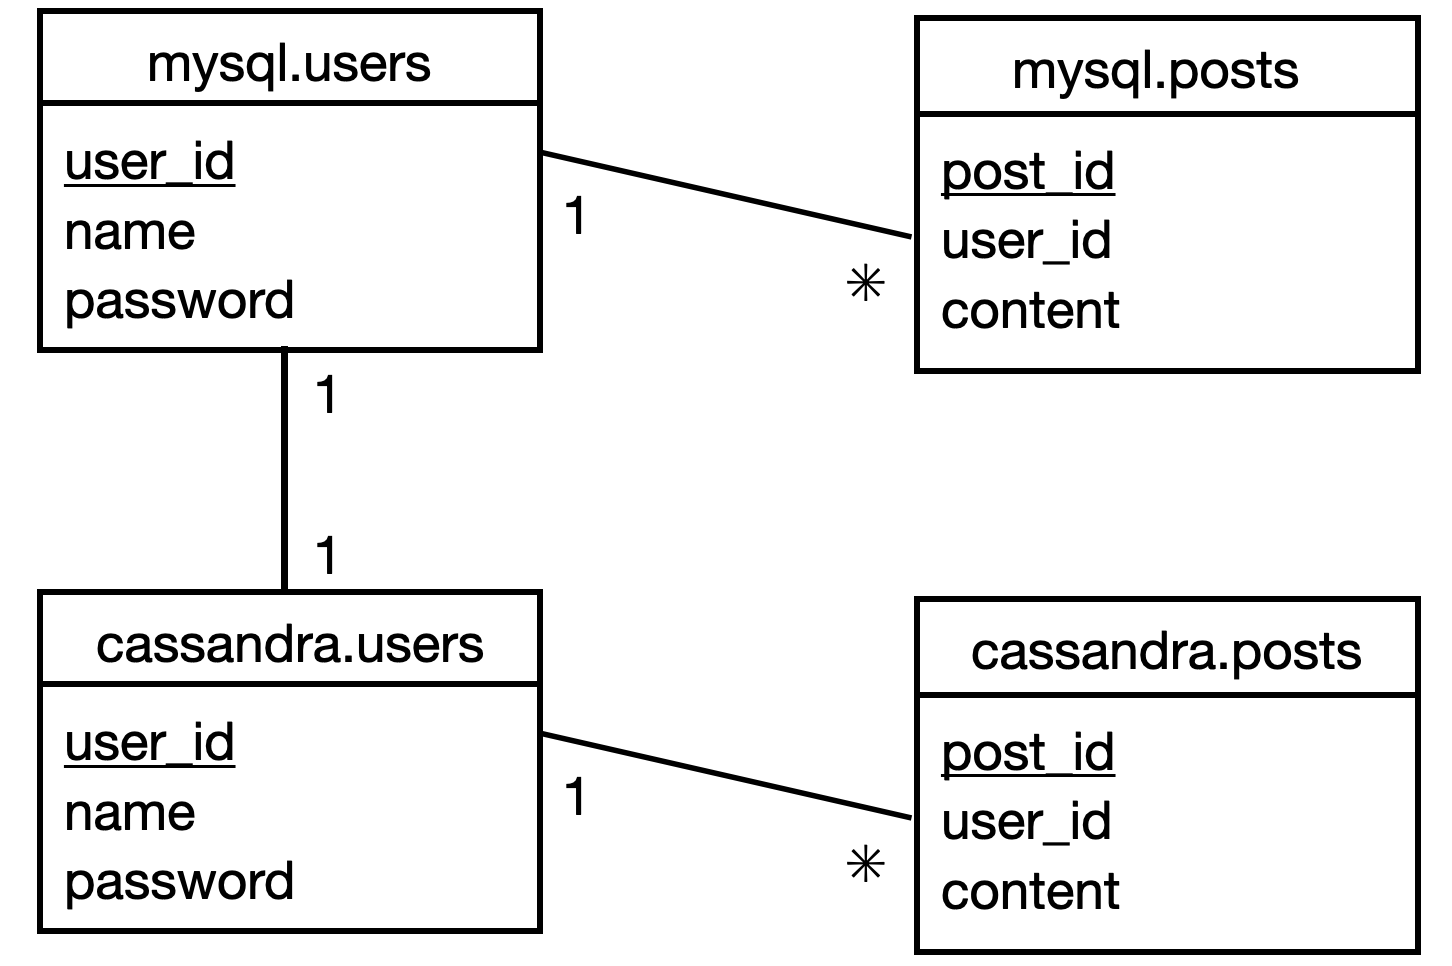 mysql.users
user_id
name
password
mysql.posts
post_id
user_id
content
1
*
1
1
cassandra.users
user_id
name
password
cassandra.posts
post_id
user_id
content
1
*